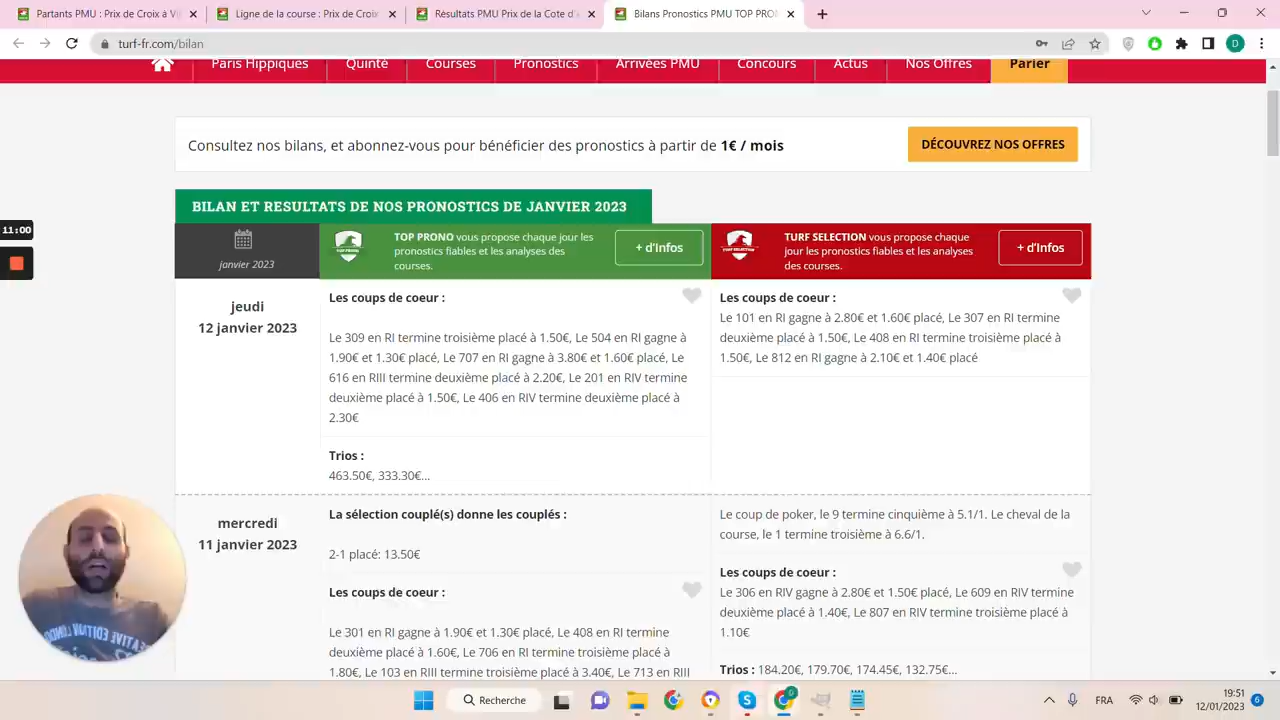 Partants PMU : Prix de Croix à Vi
Ligne de la course : Prix de Croix
Résultats PMU Prix de la Cote d'a
Bilans Pronostics PMU TOP PRON
turf-fr.com/bilan
D
Paris Hippiques
Quinté
Courses
Pronostics
Arrivées PMU
Concours
Actus
Nos Offres
Parier
Consultez nos bilans, et abonnez-vous pour bénéficier des pronostics à partir de 1€ / mois
DÉCOUVREZ NOS OFFRES
BILAN ET RESULTATS DE NOS PRONOSTICS DE JANVIER 2023
11:00
janvier 2023
TOP PRONO
TOP PRONO vous propose chaque jour les
pronostics fiables et les analyses des
courses.
+ d'Infos
TURF SELECTION
TURF SELECTION vous propose chaque
jour les pronostics fiables et les analyses
des courses.
+ d'Infos
jeudi
12 janvier 2023
Les coups de coeur :
Le 309 en RI termine troisième placé à 1.50€, Le 504 en RI gagne à
1.90€ et 1.30€ placé, Le 707 en RI gagne à 3.80€ et 1.60€ placé, Le
616 en RIII termine deuxième placé à 2.20€, Le 201 en RIV termine
deuxième placé à 1.50€, Le 406 en RIV termine deuxième placé à
2.30€
Trios :
463.50€, 333.30€...
Les coups de coeur :
Le 101 en RI gagne à 2.80€ et 1.60€ placé, Le 307 en RI termine
deuxième placé à 1.50€, Le 408 en RI termine troisième placé à
1.50€, Le 812 en RI gagne à 2.10€ et 1.40€ placé
mercredi
11 janvier 2023
La sélection couplé(s) donne les couplés :
2-1 placé: 13.50€
Les coups de coeur :
Le 301 en RI gagne à 1.90€ et 1.30€ placé, Le 408 en RI termine
deuxième placé à 1.60€, Le 706 en RI termine troisième placé à
1.80€, Le 103 en RIII termine troisième placé à 3.40€, Le 713 en RIII
Le coup de poker, le 9 termine cinquième à 5.1/1. Le cheval de la
course, le 1 termine troisième à 6.6/1.
Les coups de coeur :
Le 306 en RIV gagne à 2.80€ et 1.50€ placé, Le 609 en RIV termine
deuxième placé à 1.40€, Le 807 en RIV termine troisième placé à
1.10€
Trios : 184.20€, 179.70€, 174.45€, 132.75€...
Recherche
FRA
19:51
12/01/2023
6